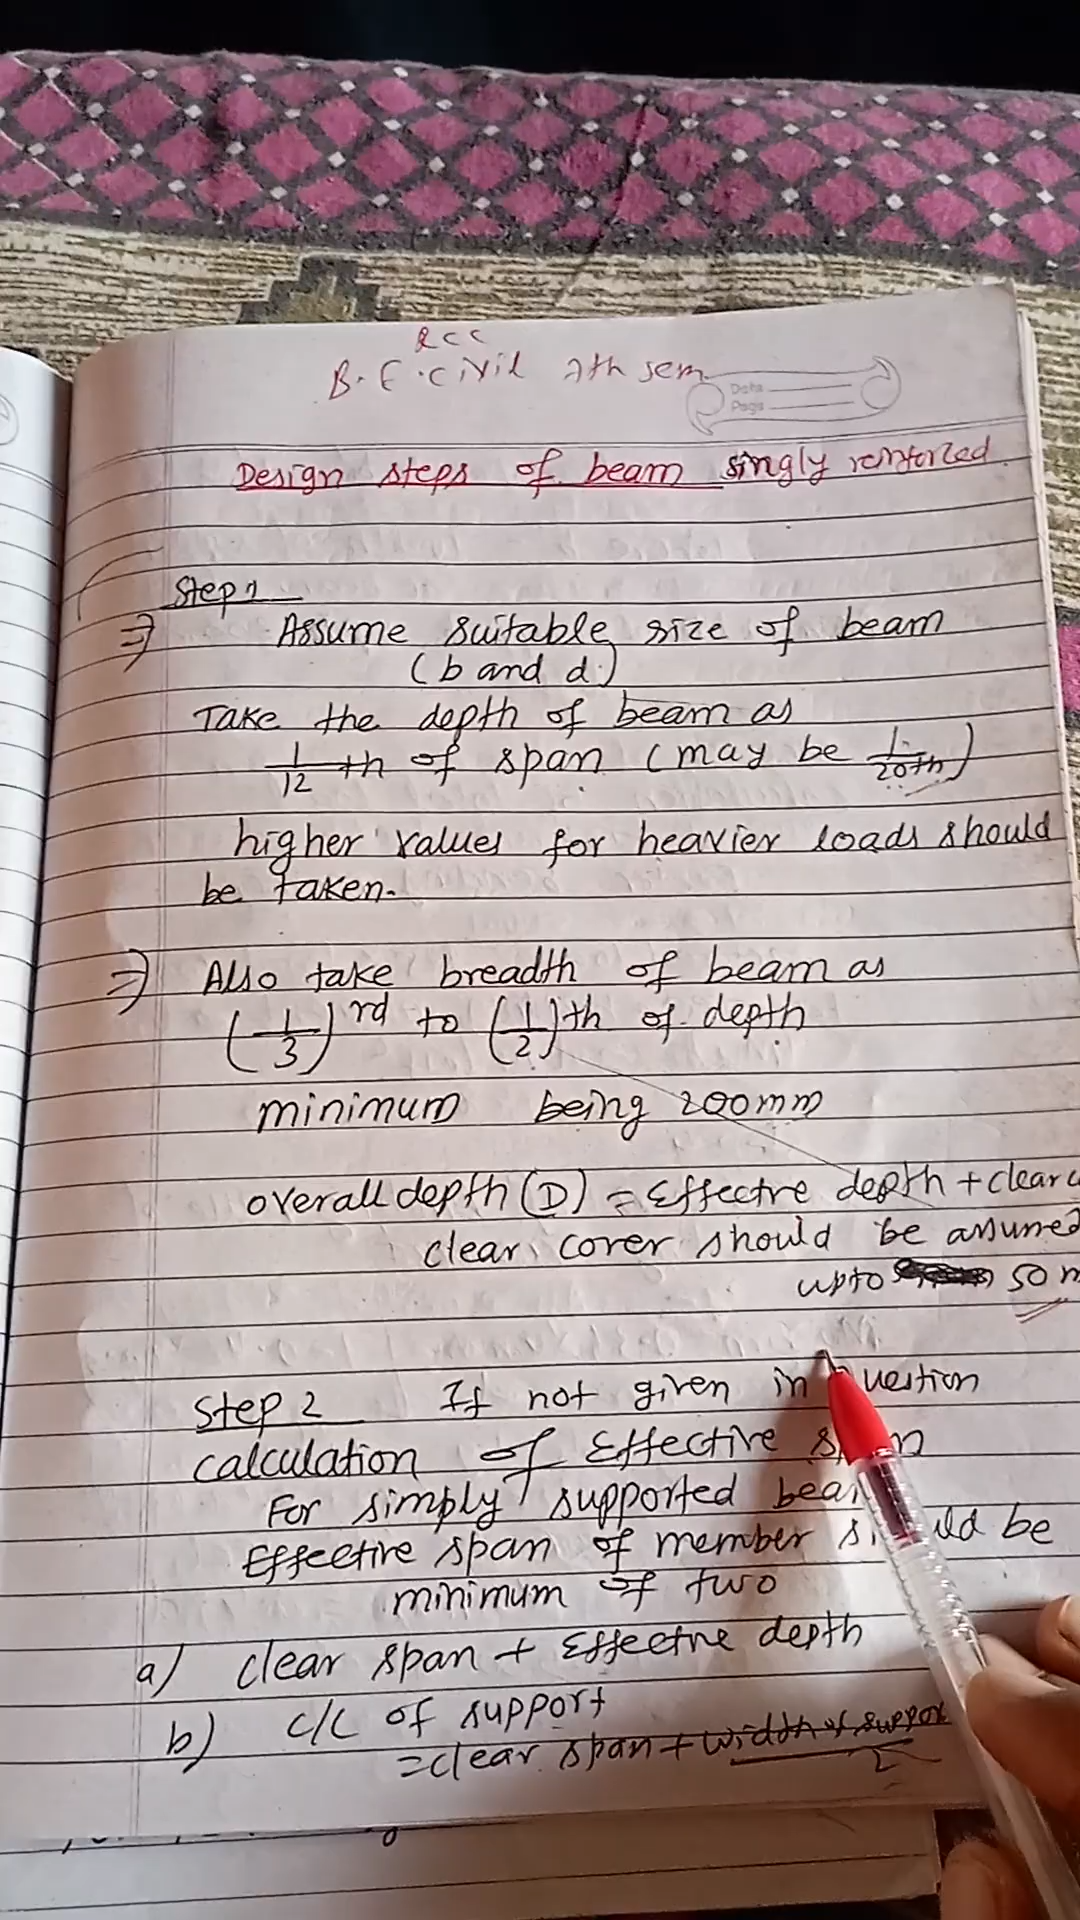 RCC
B.E. civil 7th sem
Data
Page
Design steps of beam singly reinforced
Step 1
⇒ Assume suitable size of beam
(b and d)
Take the depth of beam as
1/12 th of span (may be 1/20th)
higher values for heavier loads should
be taken.
⇒ Also take breadth of beam as
(1/3)rd to (1/2)th of depth
minimum being 200mm
overall depth (D) = Effective depth + clear
clear cover should be assumed
upto 50
Step 2 If not given in
calculation of Effective
For simply supported
Effective span of member be
minimum of two
a) clear span + Effective depth
b) c/c of support
= clear span + width of suppor/2